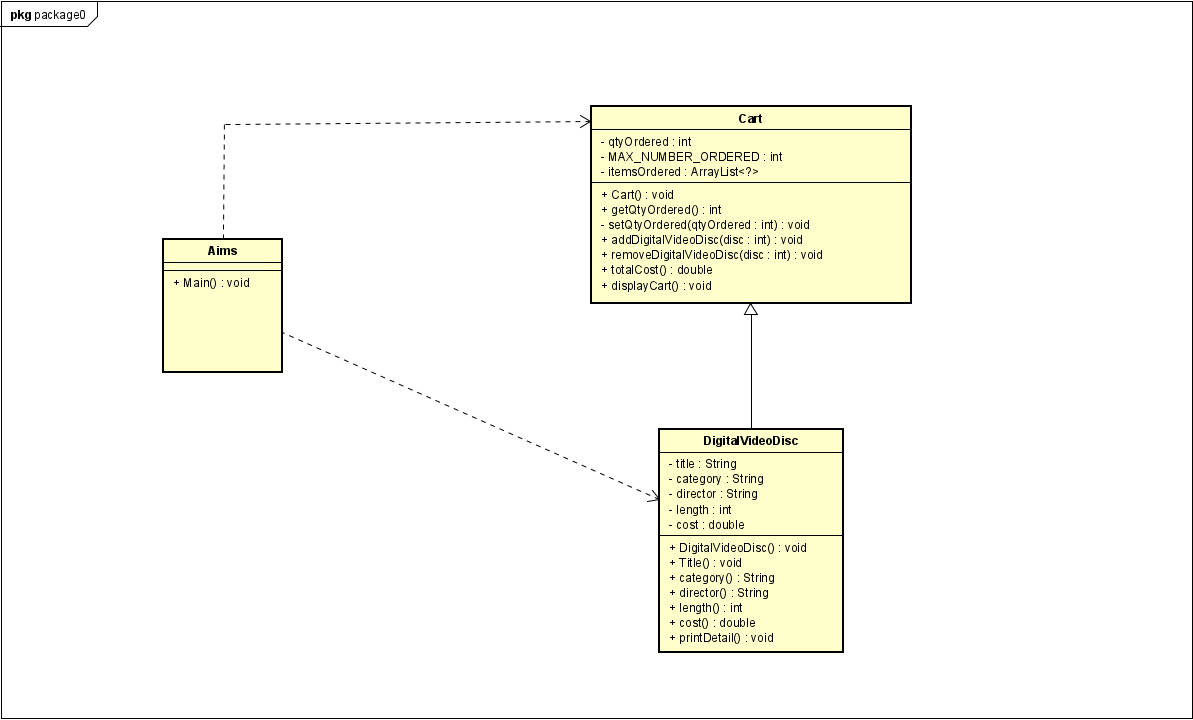 pkg package0
Cart
- qtyOrdered : int
- MAX_NUMBER_ORDERED : int
- itemsOrdered : ArrayList<?>
+ Cart() : void
+ getQtyOrdered() : int
- setQtyOrdered(qtyOrdered : int) : void
+ addDigitalVideoDisc(disc : int) : void
+ removeDigitalVideoDisc(disc : int) : void
+ totalCost() : double
+ displayCart() : void
Aims
+ Main() : void
DigitalVideoDisc
- title : String
- category : String
- director : String
- length : int
- cost : double
+ DigitalVideoDisc() : void
+ Title() : void
+ category() : String
+ director() : String
+ length() : int
+ cost() : double
+ printDetail() : void